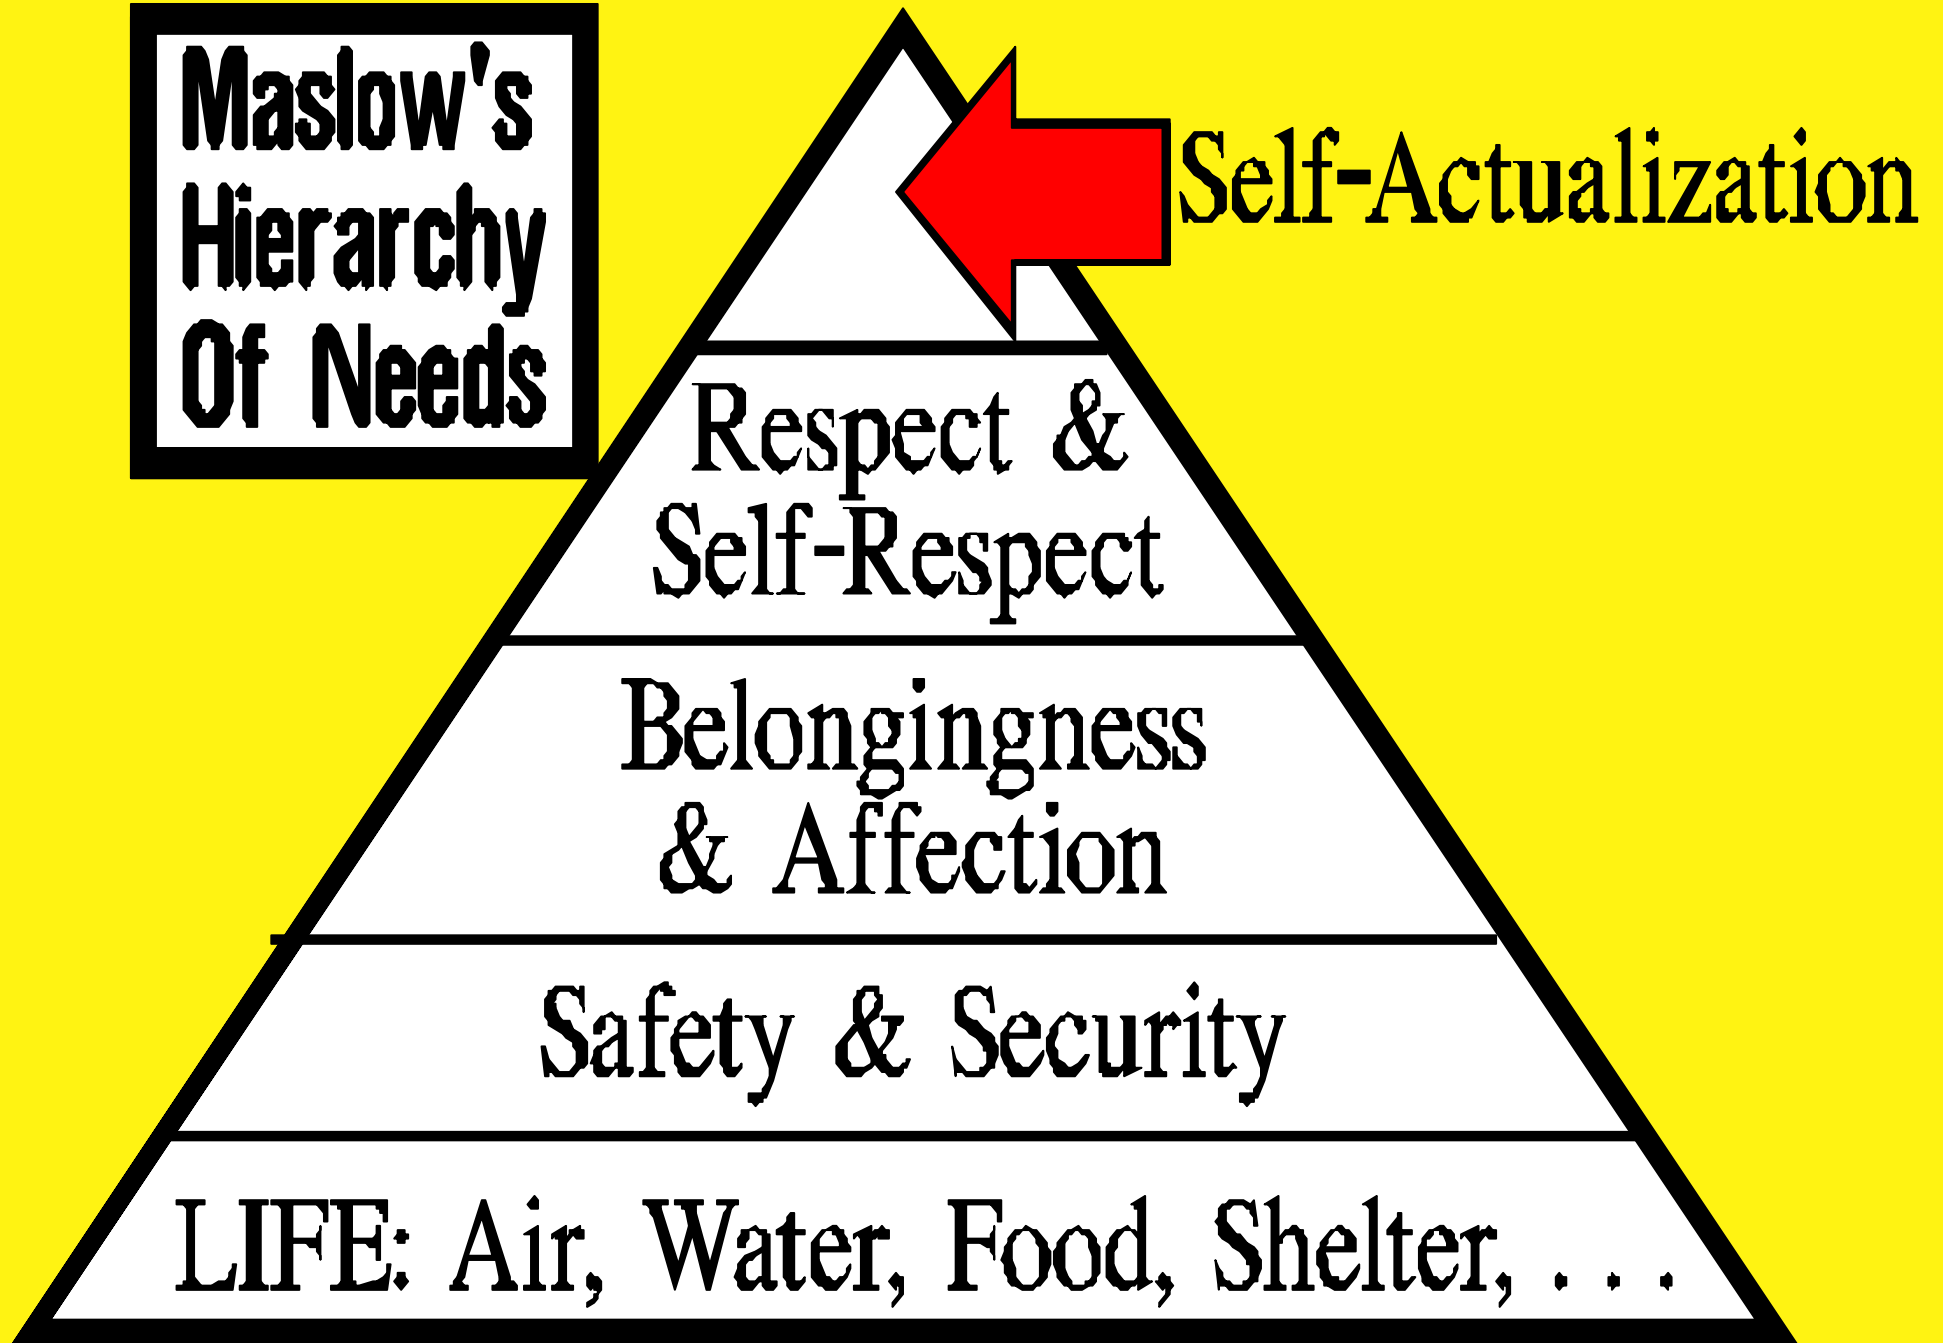 Maslow's
Hierarchy
Of Needs
Self-Actualization
Respect &
Self-Respect
Belongingness
& Affection
Safety & Security
LIFE: Air, Water, Food, Shelter, . . .